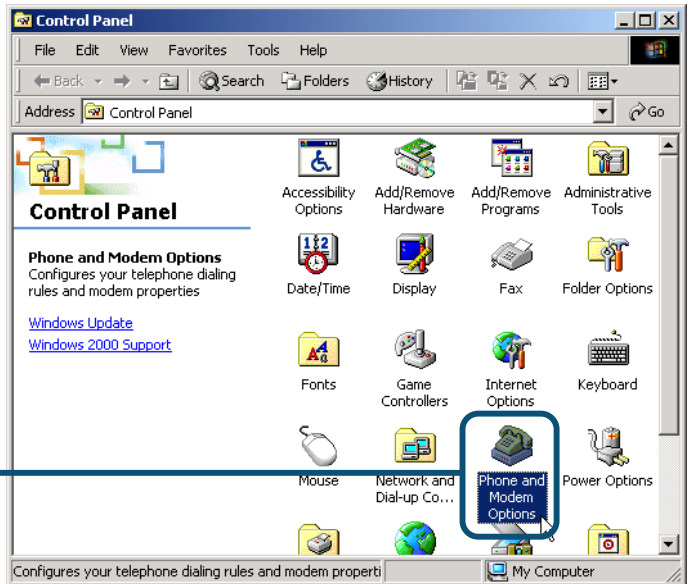 Control Panel
File Edit View Favorites Tools Help
Back Search Folders History
Address Control Panel Go
Control Panel
Phone and Modem Options
Configures your telephone dialing
rules and modem properties
Windows Update
Windows 2000 Support
Accessibility
Options
Add/Remove
Hardware
Add/Remove
Programs
Administrative
Tools
Date/Time
Display
Fax
Folder Options
Fonts
Game
Controllers
Internet
Options
Keyboard
Mouse
Network and
Dial-up Co...
Phone and
Modem
Options
Power Options
Configures your telephone dialing rules and modem properti
My Computer